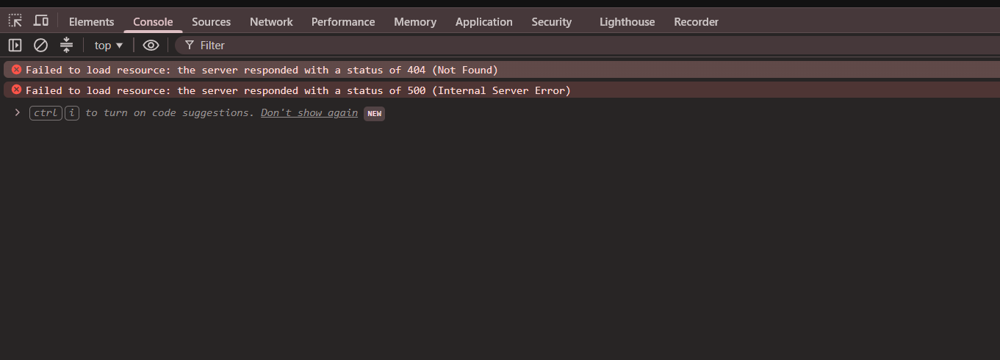 Elements Console Sources Network Performance Memory Application Security Lighthouse Recorder
top Filter
Failed to load resource: the server responded with a status of 404 (Not Found)
Failed to load resource: the server responded with a status of 500 (Internal Server Error)
ctrl i to turn on code suggestions. Don't show again NEW